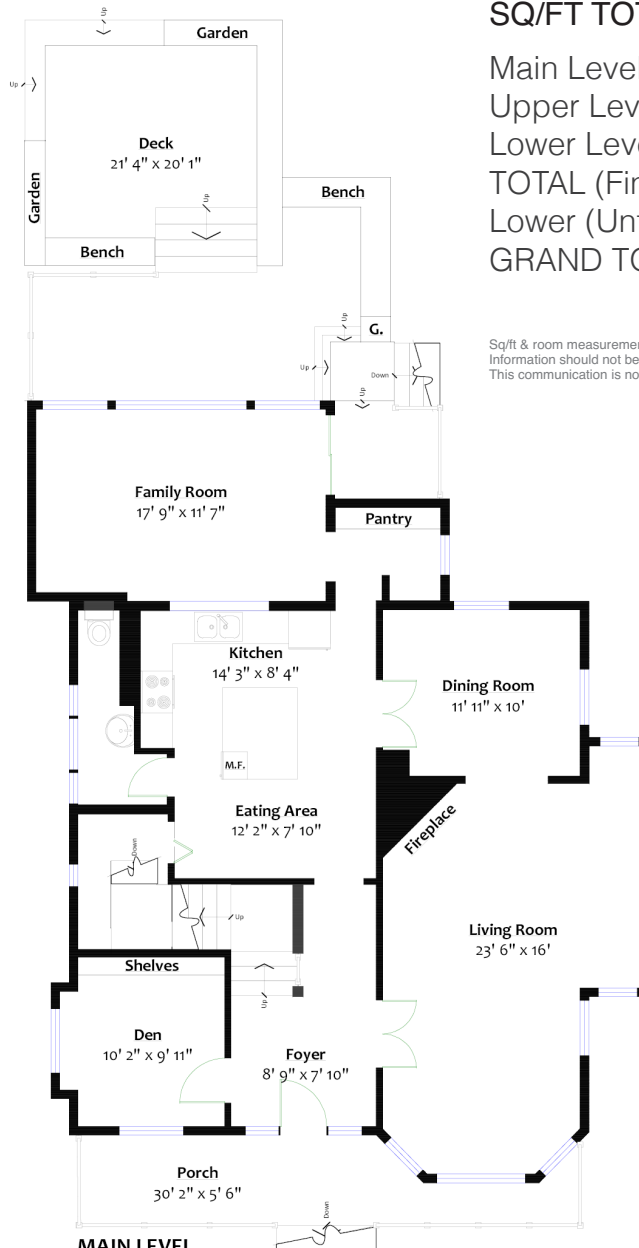 SQ/FT TOT
Main Level
Upper Lev
Lower Leve
TOTAL (Fin
Lower (Unf
GRAND TO
Sq/ft & room measuremen
Information should not be
This communication is no
Up
Garden
Up
Deck
21' 4" x 20' 1"
Garden
Up
Bench
Bench
G.
Up
Up
Down
Up
Family Room
17' 9" x 11' 7"
Pantry
Kitchen
14' 3" x 8' 4"
Dining Room
11' 11" x 10'
M.F.
Eating Area
12' 2" x 7' 10"
Fireplace
Down
Up
Living Room
23' 6" x 16'
Shelves
Up
Den
10' 2" x 9' 11"
Foyer
8' 9" x 7' 10"
Porch
30' 2" x 5' 6"
Down
MAIN LEVEL